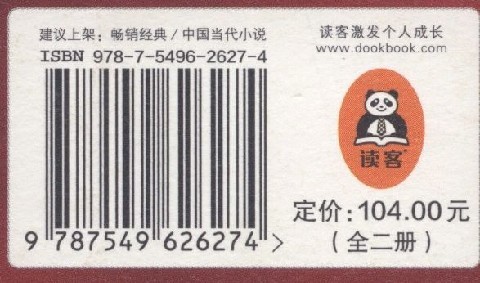 建议上架：畅销经典/中国当代小说
ISBN 978-7-5496-2627-4
9 787549 626274 >
读客激发个人成长
www.dookbook.com
读客
定价：104.00元
（全二册）